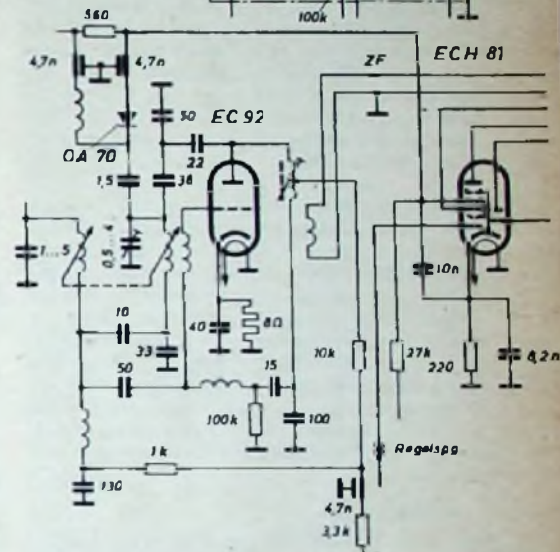 100k
560
4,7n
4,7n
ZF
ECH 81
50
EC 92
22
OA 70
1,5
36
1...5
0,5...4
10n
10
40
8Ω
33
10k
27k
220
8,2n
50
15
100k
100
1k
Regelspg
130
4,7n
3,3k